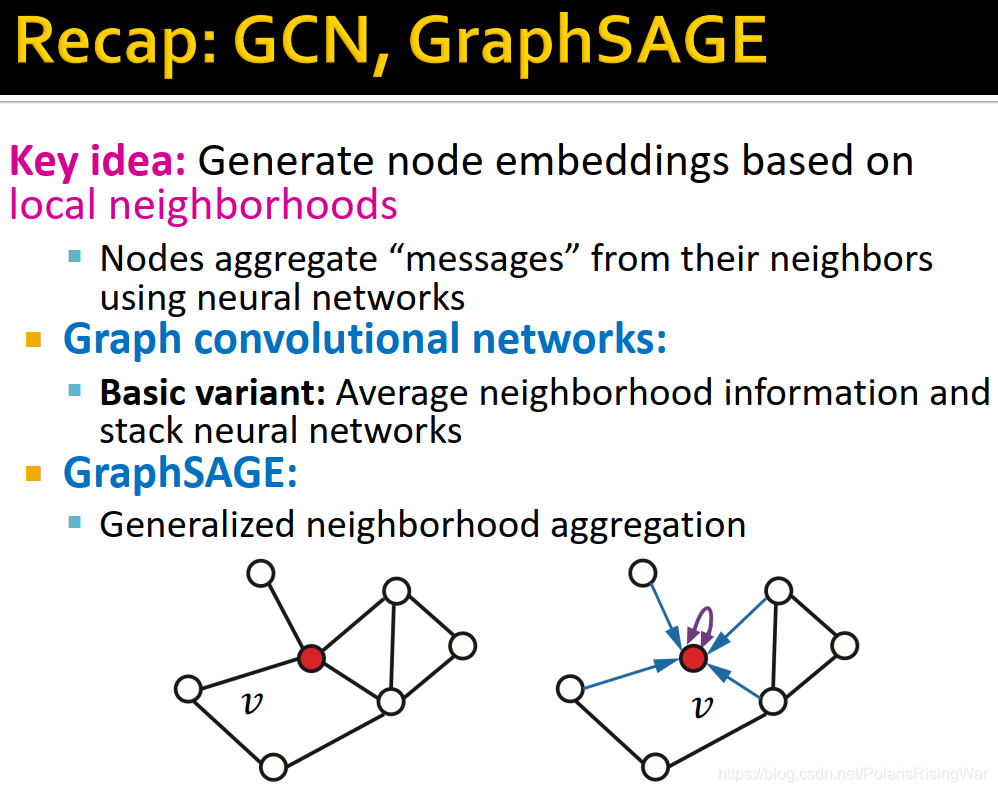 Recap: GCN, GraphSAGE
Key idea: Generate node embeddings based on
local neighborhoods
Nodes aggregate “messages” from their neighbors
using neural networks
Graph convolutional networks:
Basic variant: Average neighborhood information and
stack neural networks
GraphSAGE:
Generalized neighborhood aggregation
v
v
https://blog.csdn.net/PolarisRisingWar